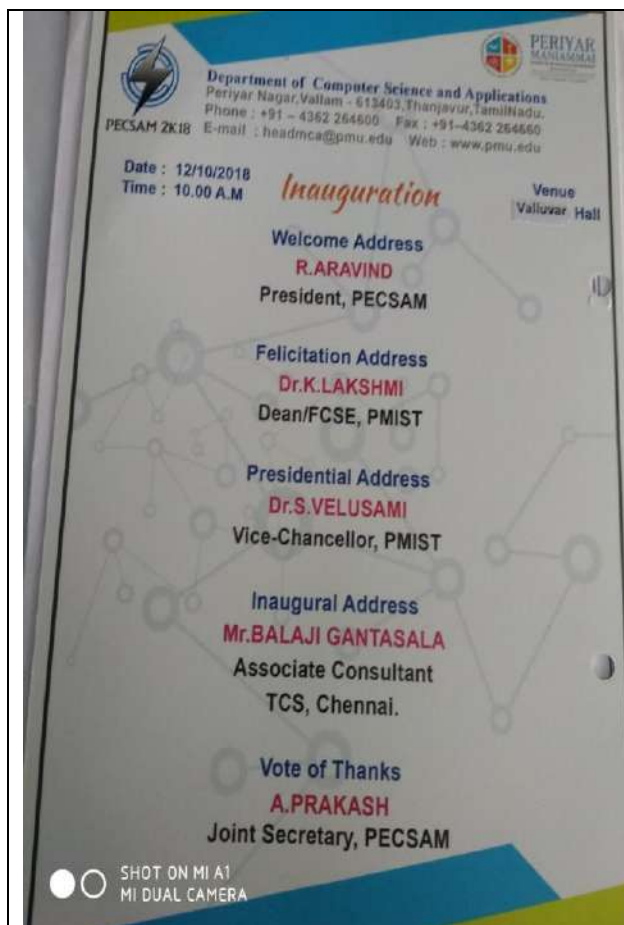 PERIYAR
MANIAMMAI
Department of Computer Science and Applications
Periyar Nagar,Vallam - 613403,Thanjavur,TamilNadu.
Phone : +91 – 4362 264600 Fax : +91–4362 264660
E-mail : headmca@pmu.edu Web : www.pmu.edu
PECSAM 2K18
Date : 12/10/2018
Time : 10.00 A.M
Inauguration
Venue
Valluvar Hall
Welcome Address
R.ARAVIND
President, PECSAM
Felicitation Address
Dr.K.LAKSHMI
Dean/FCSE, PMIST
Presidential Address
Dr.S.VELUSAMI
Vice-Chancellor, PMIST
Inaugural Address
Mr.BALAJI GANTASALA
Associate Consultant
TCS, Chennai.
Vote of Thanks
A.PRAKASH
Joint Secretary, PECSAM
SHOT ON MI A1
MI DUAL CAMERA